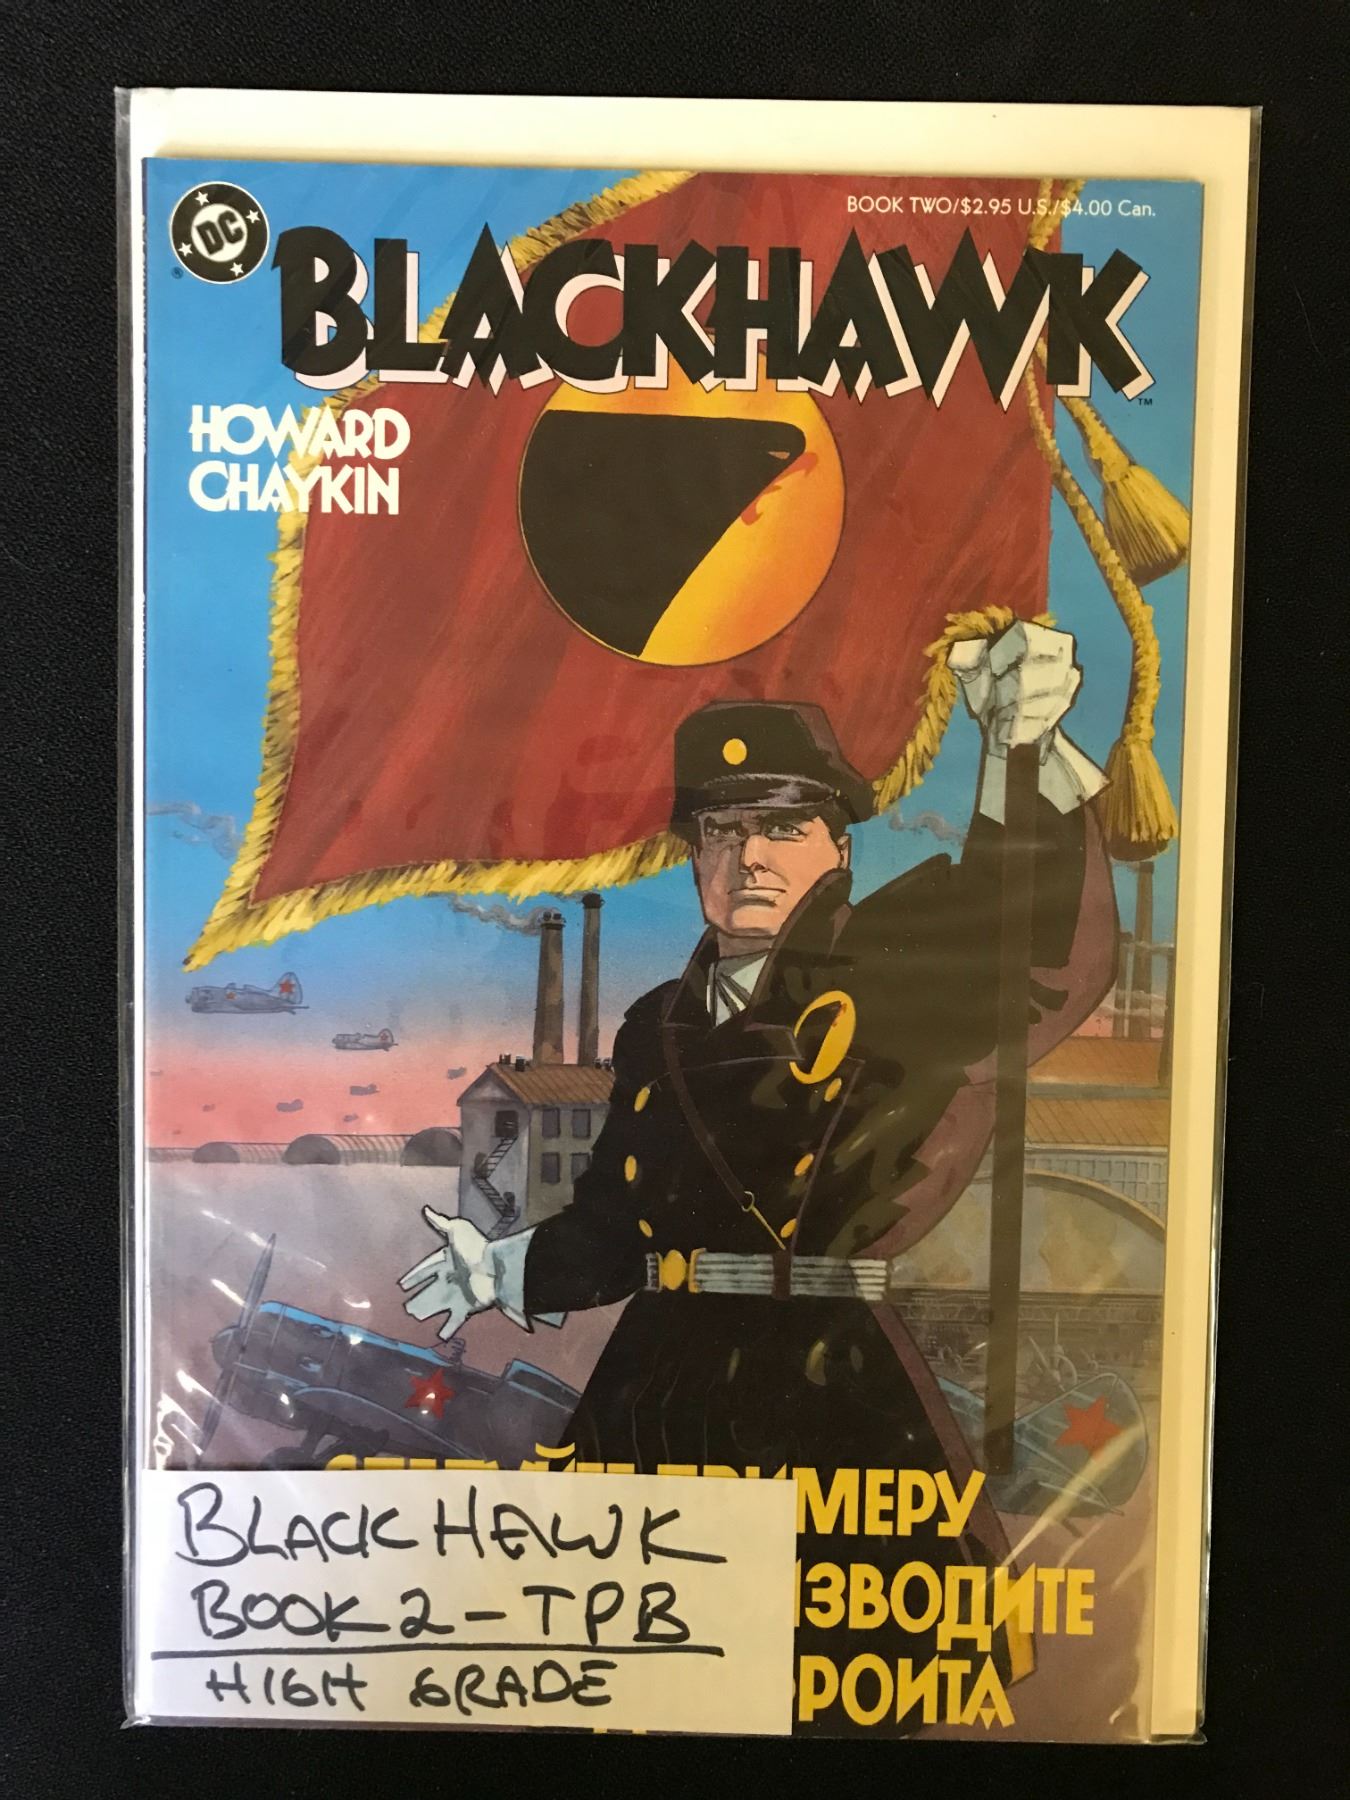 BOOK TWO/$2.95 U.S./$4.00 Can.
DC
®
BLACKHAWK
TM
HOWARD
CHAYKIN
МЕРУ
ИЗВОДИТЕ
РОИТА
BLACKHAWK
BOOK 2 - TPB
HIGH GRADE